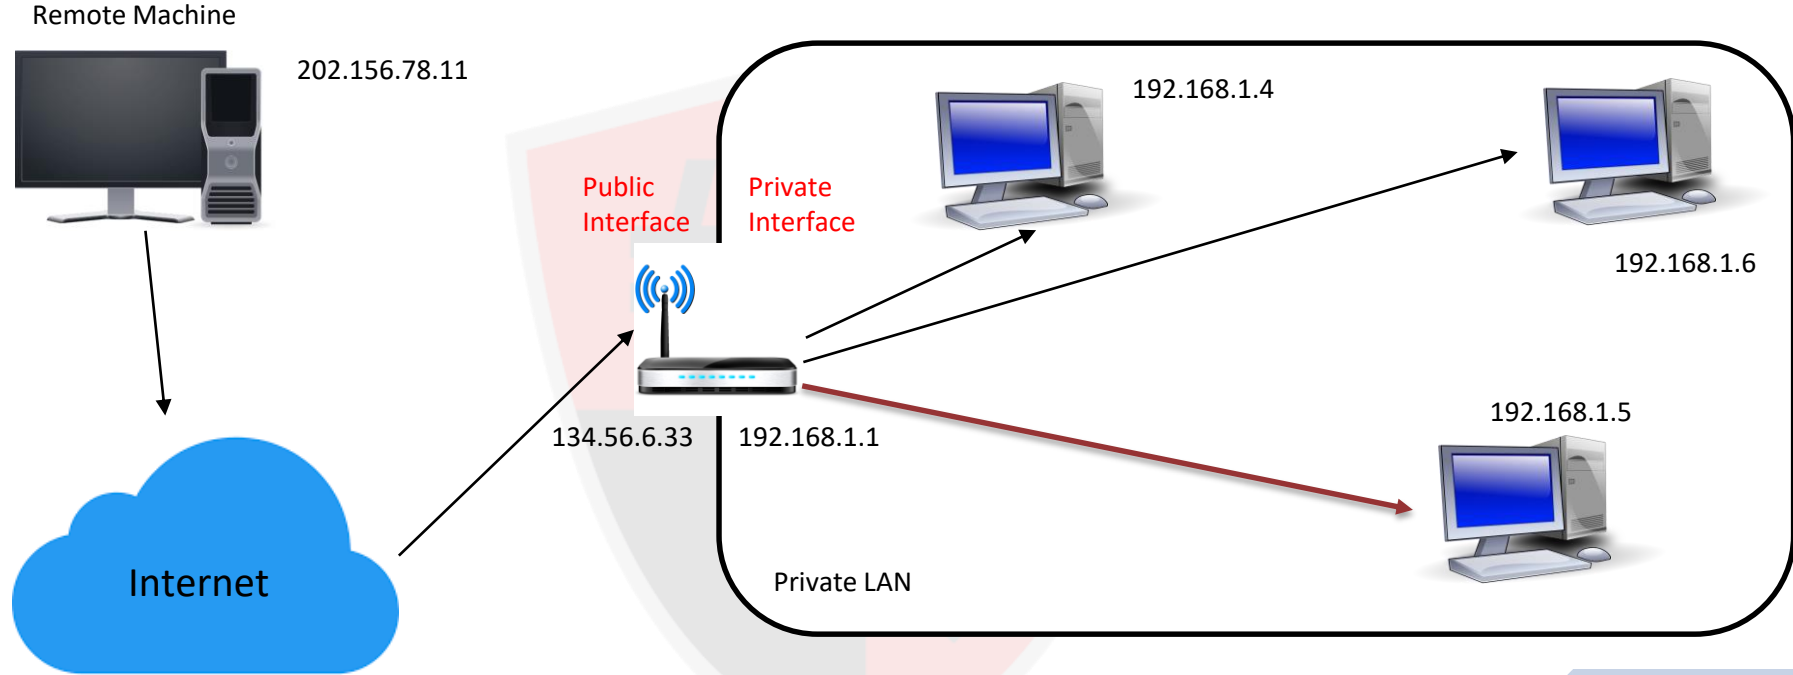 Remote Machine
202.156.78.11
192.168.1.4
Public
Interface
Private
Interface
192.168.1.6
134.56.6.33
192.168.1.1
192.168.1.5
Internet
Private LAN